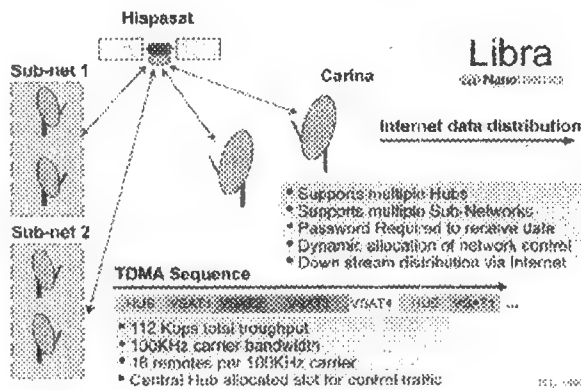 Hispasat
Sub-net 1
Carina
Libra
Nano
Internet data distribution
• Supports multiple Hubs
• Supports multiple Sub-Networks
• Password Required to receive data
• Dynamic allocation of network control
• Down stream distribution via Internet
Sub-net 2
TDMA Sequence
HUB VSAT1 VSAT2 VSAT3 VSAT4 HUB VSAT1 ...
• 112 Kbps total troughput
• 100KHz carrier bandwidth
• 16 remotes per 100KHz carrier
• Central Hub allocated slot for control traffic